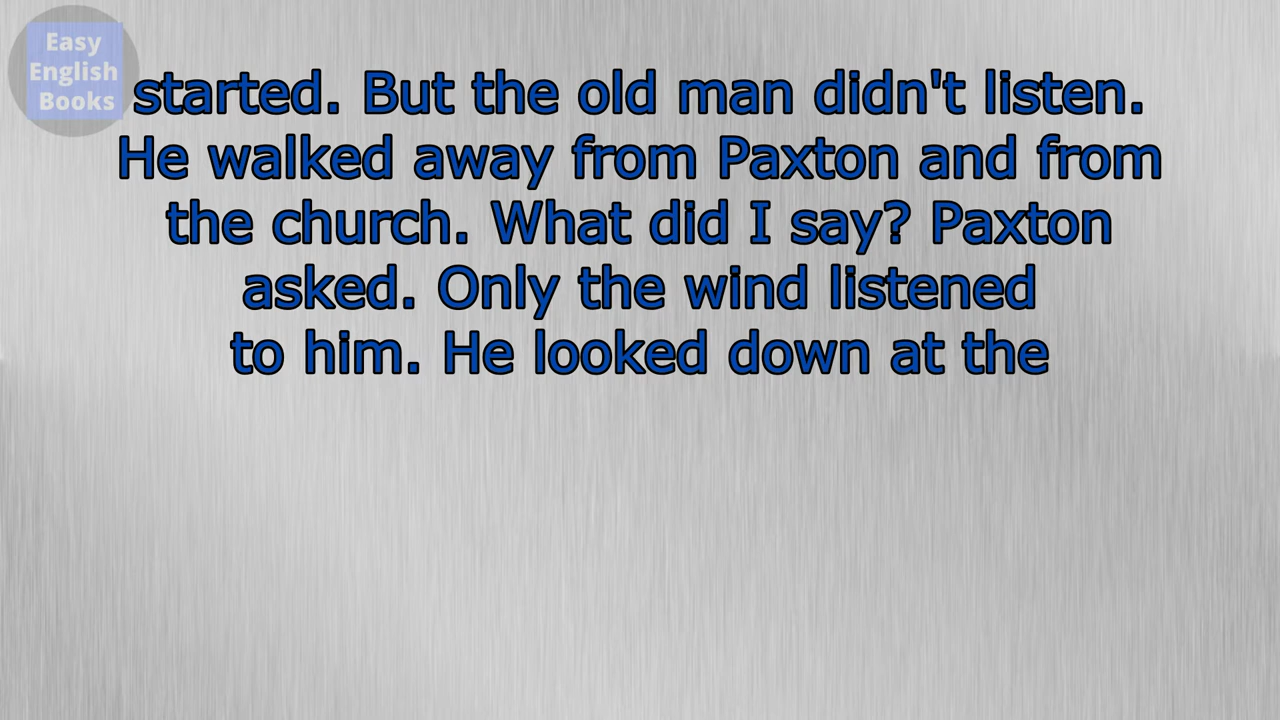 Easy
English
Books
started. But the old man didn't listen.
He walked away from Paxton and from
the church. What did I say? Paxton
asked. Only the wind listened
to him. He looked down at the